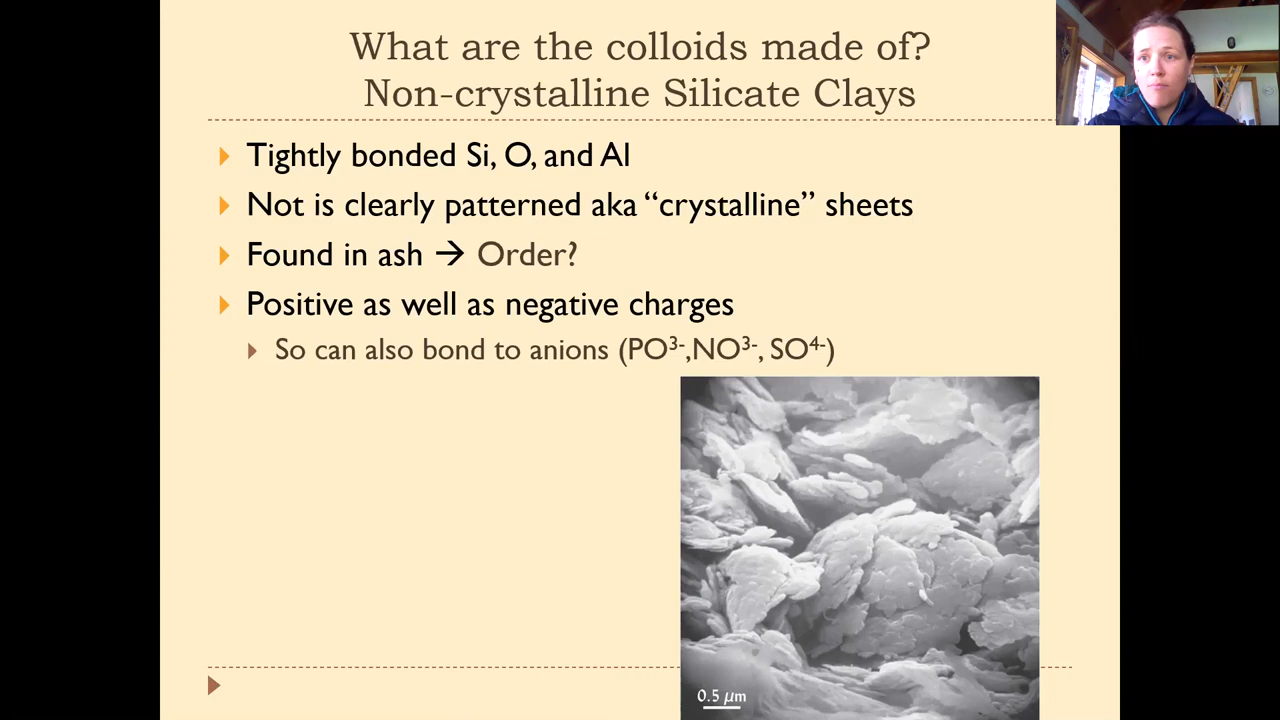 What are the colloids made of?
Non-crystalline Silicate Clays
Tightly bonded Si, O, and Al
Not is clearly patterned aka “crystalline” sheets
Found in ash → Order?
Positive as well as negative charges
So can also bond to anions (PO³⁻,NO³⁻, SO⁴⁻)
0.5 μm